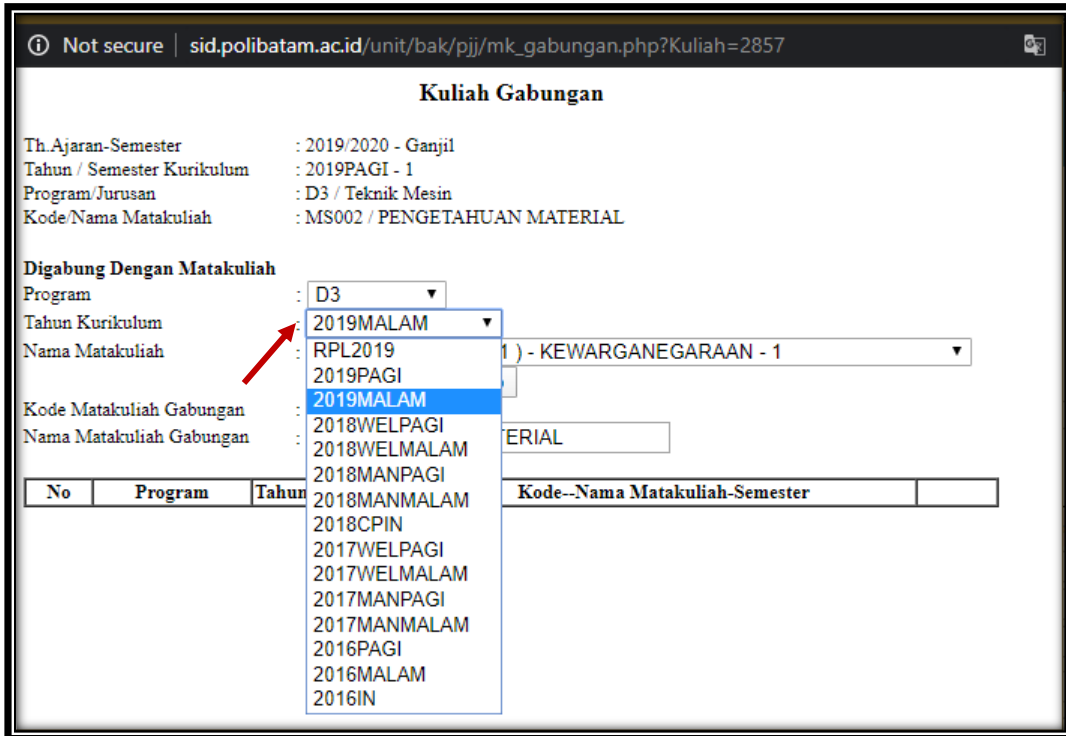 Not secure | sid.polibatam.ac.id/unit/bak/pjj/mk_gabungan.php?Kuliah=2857
Kuliah Gabungan
Th.Ajaran-Semester : 2019/2020 - Ganjil
Tahun / Semester Kurikulum : 2019PAGI - 1
Program/Jurusan : D3 / Teknik Mesin
Kode/Nama Matakuliah : MS002 / PENGETAHUAN MATERIAL
Digabung Dengan Matakuliah
Program : D3
Tahun Kurikulum : 2019MALAM
Nama Matakuliah : 1 ) - KEWARGANEGARAAN - 1
RPL2019
2019PAGI
2019MALAM
2018WELPAGI
2018WELMALAM
2018MANPAGI
2018MANMALAM
2018CPIN
2017WELPAGI
2017WELMALAM
2017MANPAGI
2017MANMALAM
2016PAGI
2016MALAM
2016IN
Kode Matakuliah Gabungan :
Nama Matakuliah Gabungan : TERIAL
No Program Tahun Kode--Nama Matakuliah-Semester